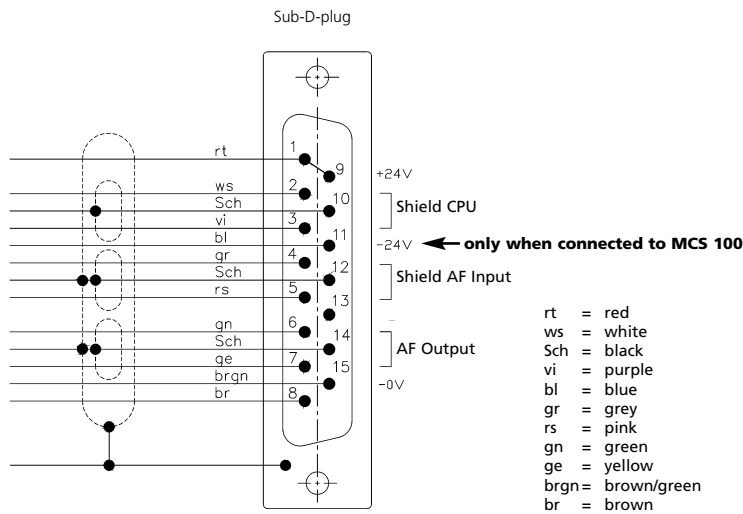 Sub-D-plug
rt
1
9
+24V
ws
2
Sch
10
Shield CPU
vi
3
bl
11
-24V
only when connected to MCS 100
gr
4
Sch
12
Shield AF Input
rs
5
13
gn
6
Sch
14
AF Output
ge
7
15
brgn
-0V
br
8
rt = red
ws = white
Sch = black
vi = purple
bl = blue
gr = grey
rs = pink
gn = green
ge = yellow
brgn= brown/green
br = brown